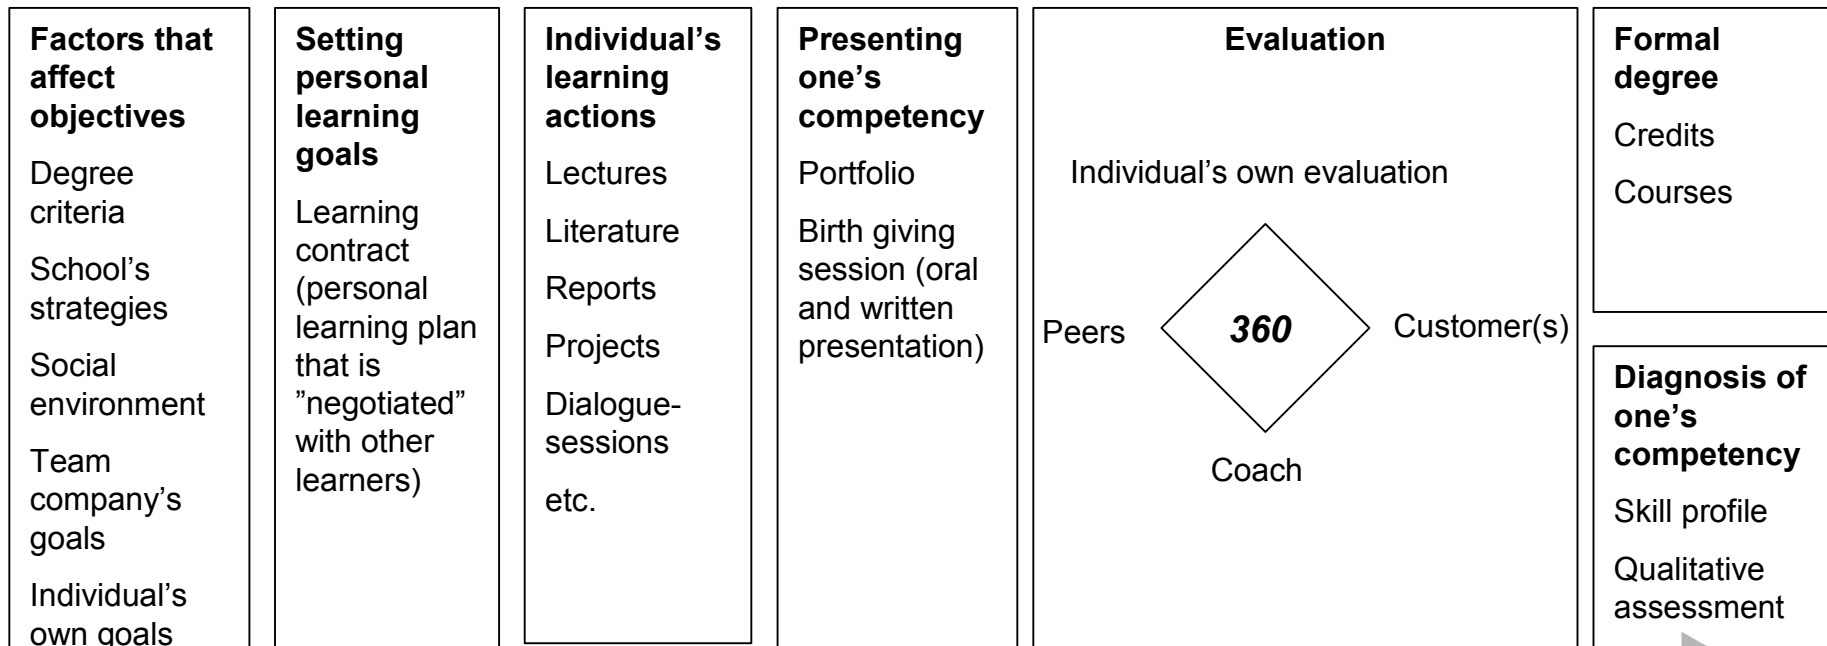 Factors that
affect
objectives
Degree
criteria
School’s
strategies
Social
environment
Team
company’s
goals
Individual’s
own goals
Setting
personal
learning
goals
Learning
contract
(personal
learning plan
that is
”negotiated”
with other
learners)
Individual’s
learning
actions
Lectures
Literature
Reports
Projects
Dialogue-
sessions
etc.
Presenting
one’s
competency
Portfolio
Birth giving
session (oral
and written
presentation)
Evaluation
Individual’s own evaluation
Peers
360
Customer(s)
Coach
Formal
degree
Credits
Courses
Diagnosis of
one’s
competency
Skill profile
Qualitative
assessment